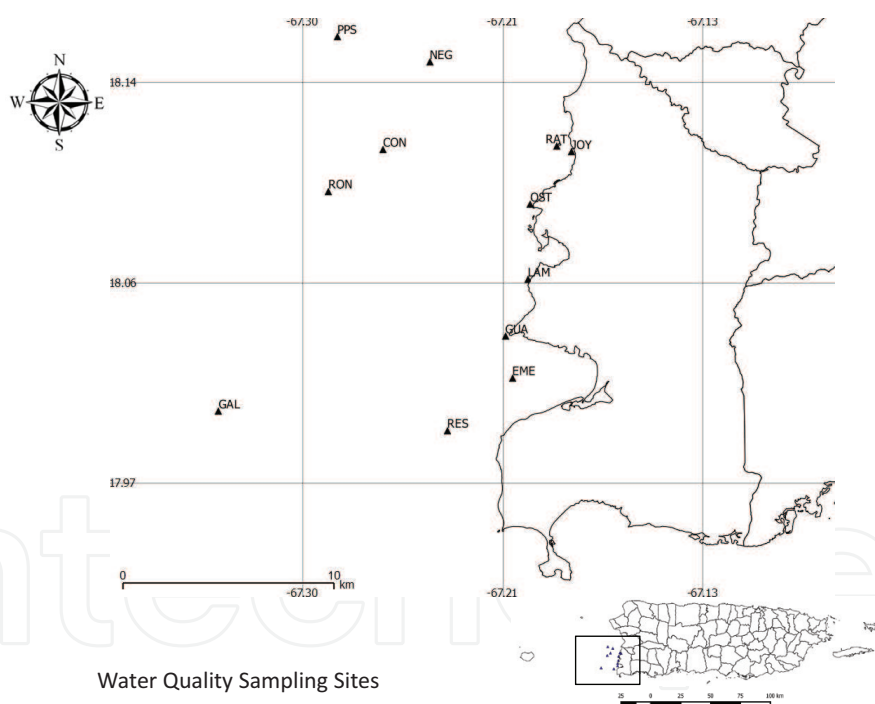 -67.30 -67.21 -67.13
PPS
NEG
N
18.14
W E
S
CON
RAT
JOY
RON
OST
LAM
18.06
GUA
EME
GAL
RES
17.97
0 10
km
-67.30 -67.21 -67.13
Water Quality Sampling Sites
25 0 25 50 75 100 km